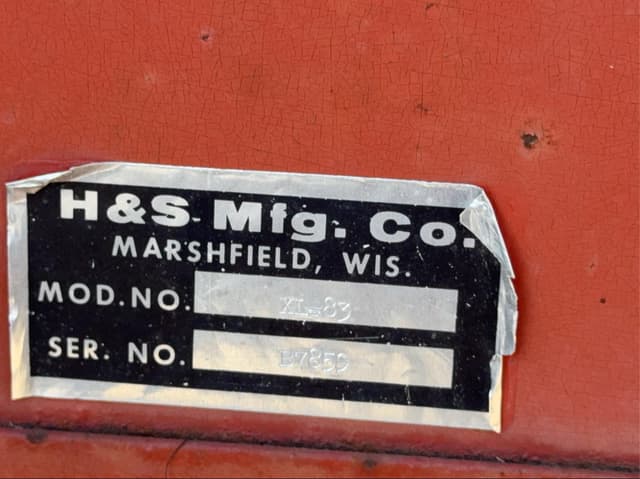 H&S Mfg. Co.
MARSHFIELD, WIS.
MOD.NO. XL-83
SER. NO. B7859